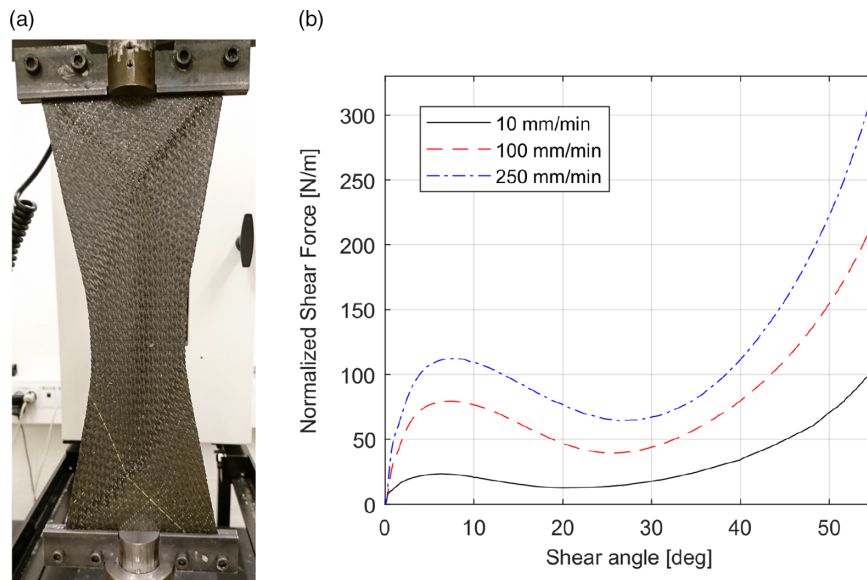 (a)
(b)
Normalized Shear Force [N/m]
300
250
200
150
100
50
0
10 mm/min
100 mm/min
250 mm/min
0 10 20 30 40 50
Shear angle [deg]